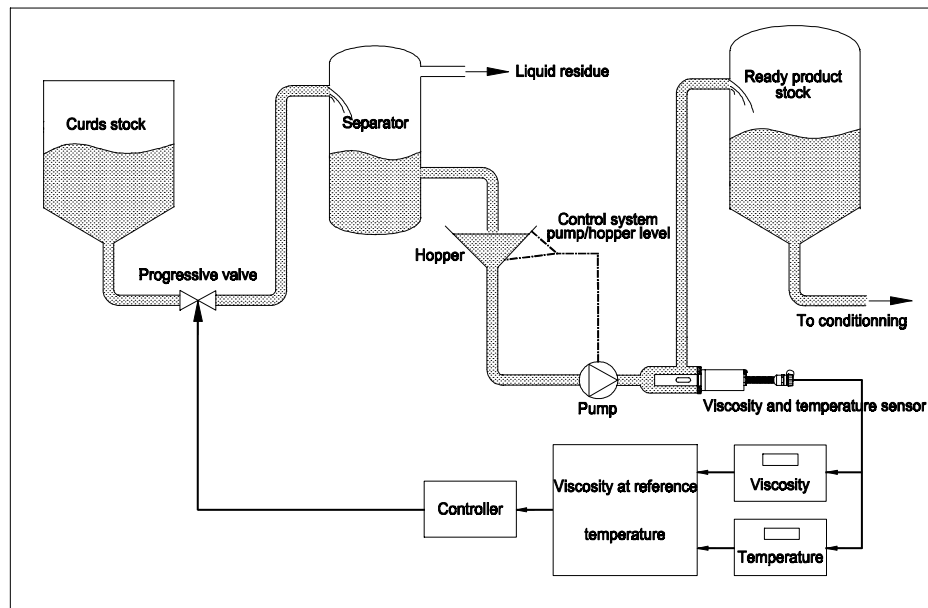 Liquid residue
Ready product
stock
Curds stock
Separator
Control system
pump/hopper level
Hopper
Progressive valve
To conditionning
Pump
Viscosity and temperature sensor
Viscosity at reference
temperature
Viscosity
Controller
Temperature